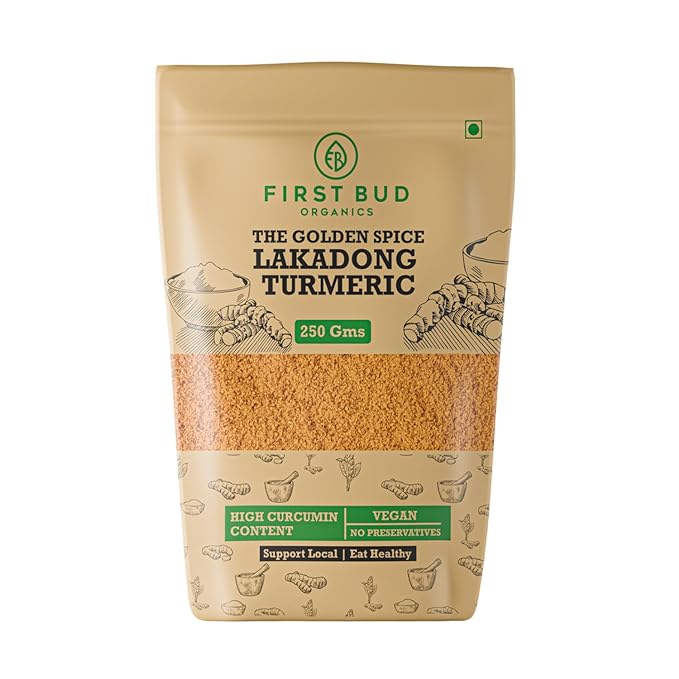 FB
FIRST BUD
ORGANICS
THE GOLDEN SPICE
LAKADONG
TURMERIC
250 Gms
HIGH CURCUMIN
CONTENT
VEGAN
NO PRESERVATIVES
Support Local | Eat Healthy